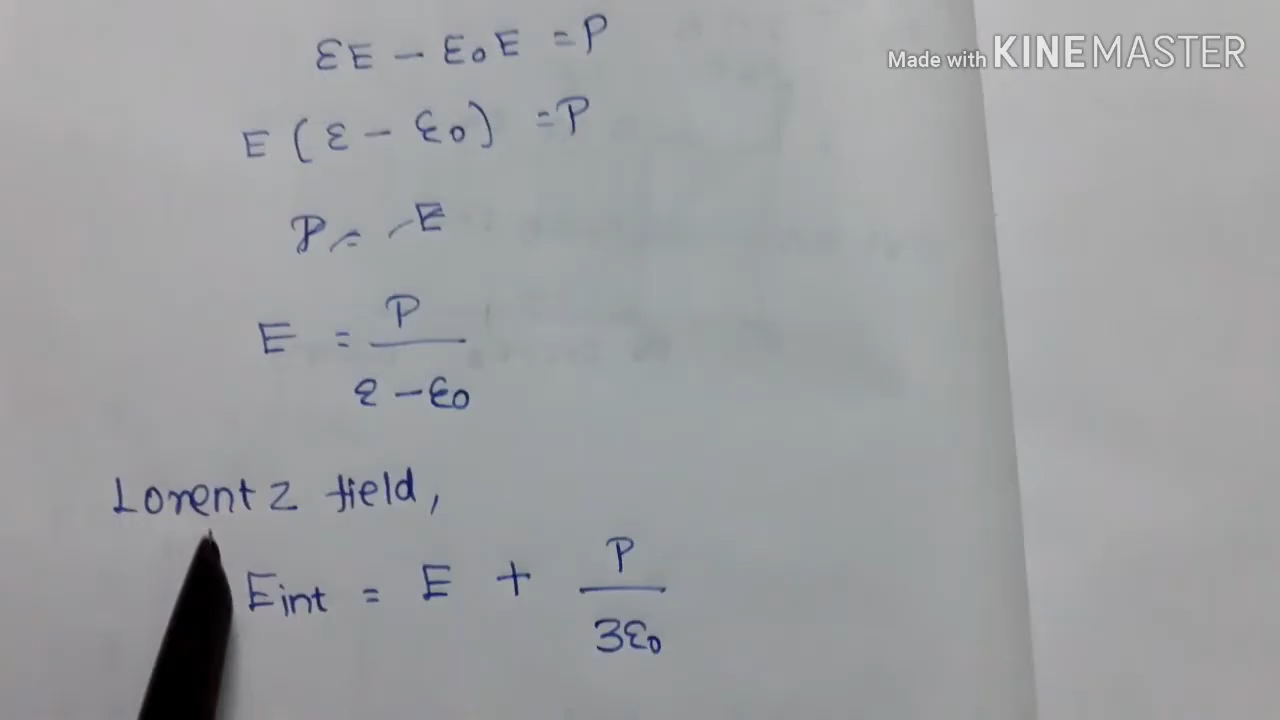 εE - ε0E = P
Made with KINEMASTER
E (ε - ε0) = P
P = E
E = P / ε - ε0
Lorentz field,
Eint = E + P / 3ε0